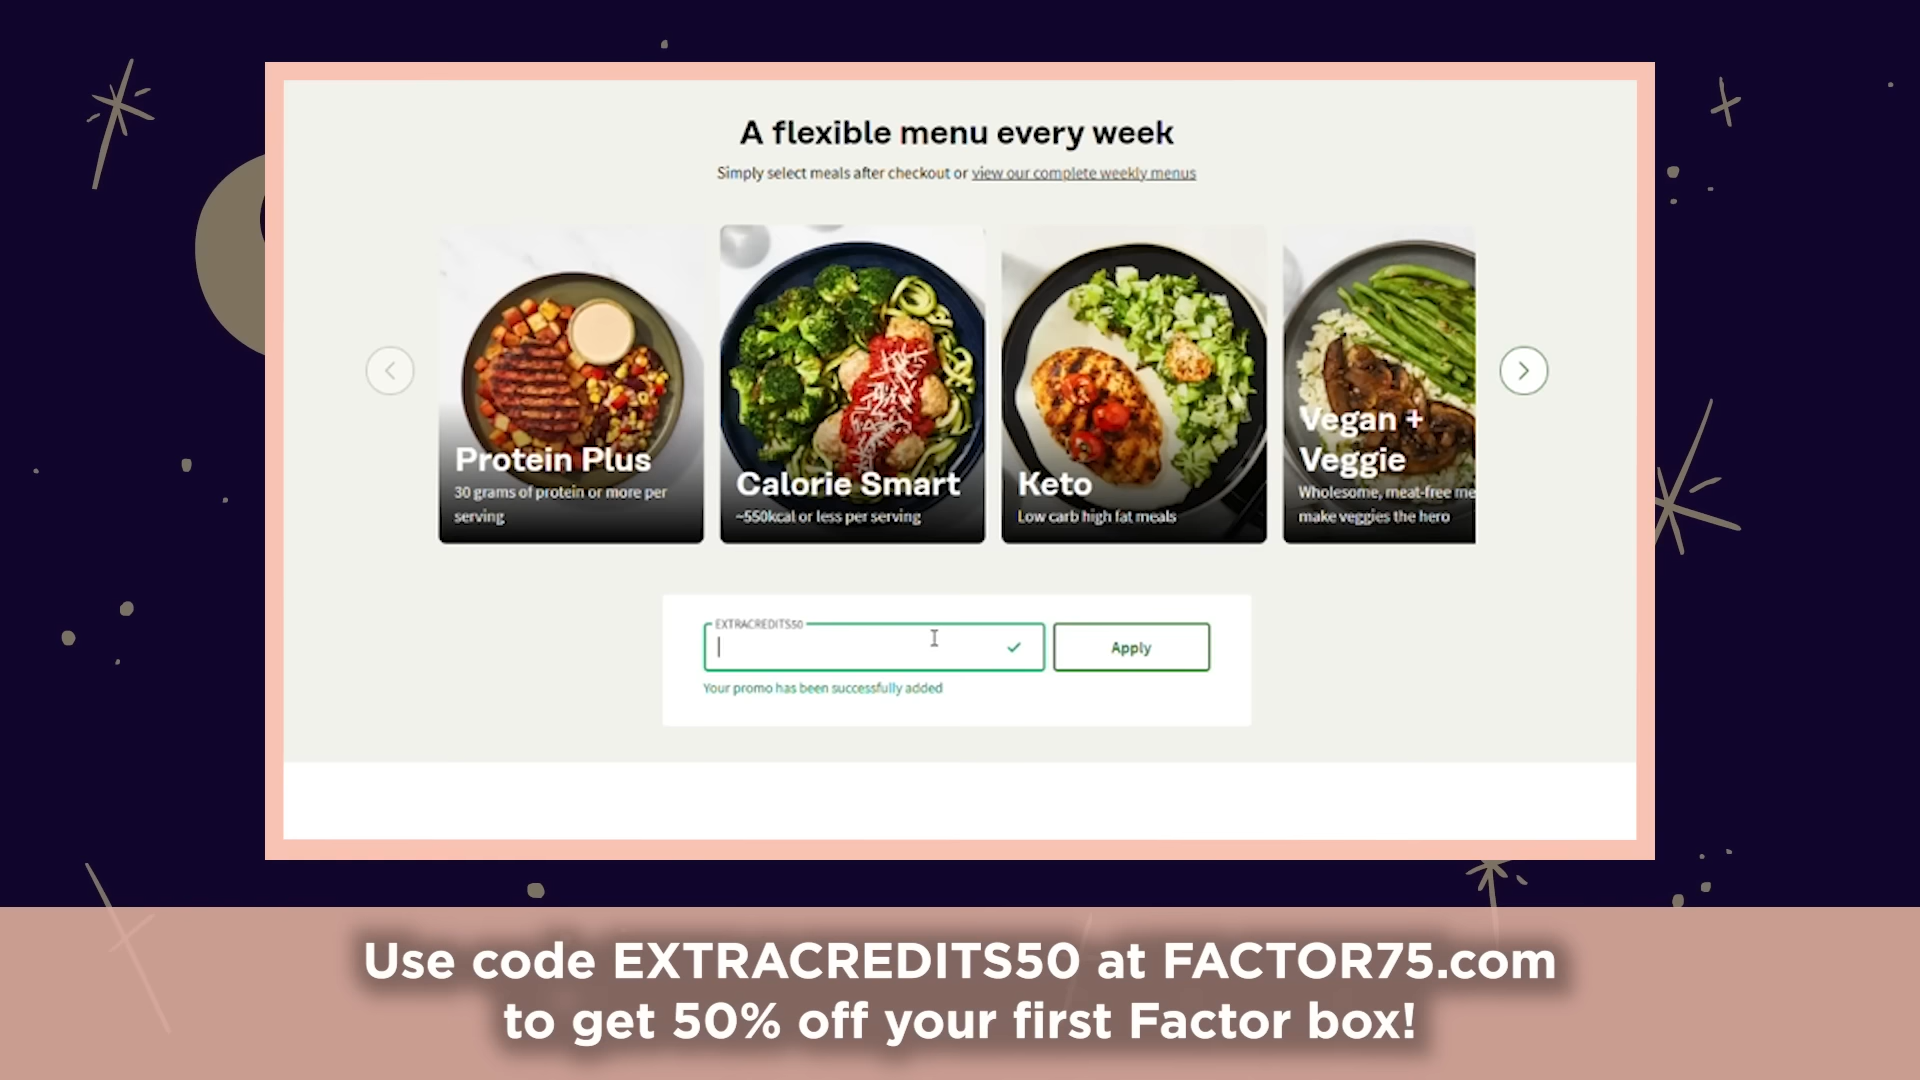 A flexible menu every week
Simply select meals after checkout or view our complete weekly menus
Protein Plus
30 grams of protein or more per
serving
Calorie Smart
~550kcal or less per serving
Keto
Low carb high fat meals
Vegan +
Veggie
Wholesome, meat-free me
make veggies the hero
EXTRACREDITS50
Apply
Your promo has been successfully added
Use code EXTRACREDITS50 at FACTOR75.com
to get 50% off your first Factor box!